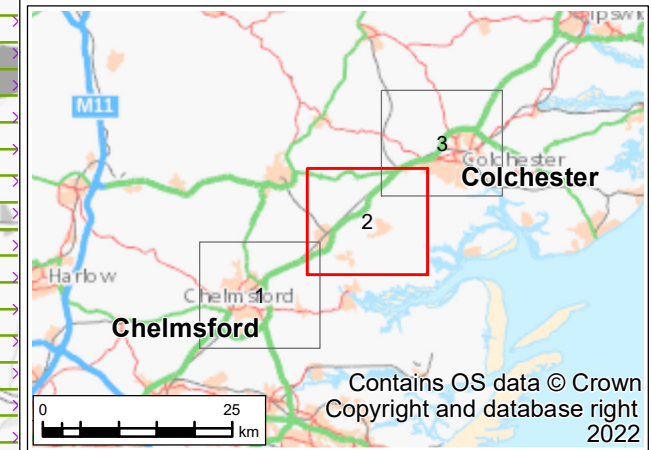 M11
3
Colchester
Colchester
2
Harlow
Chelmsford
1
Chelmsford
Contains OS data © Crown
Copyright and database right
2022
0 25
km